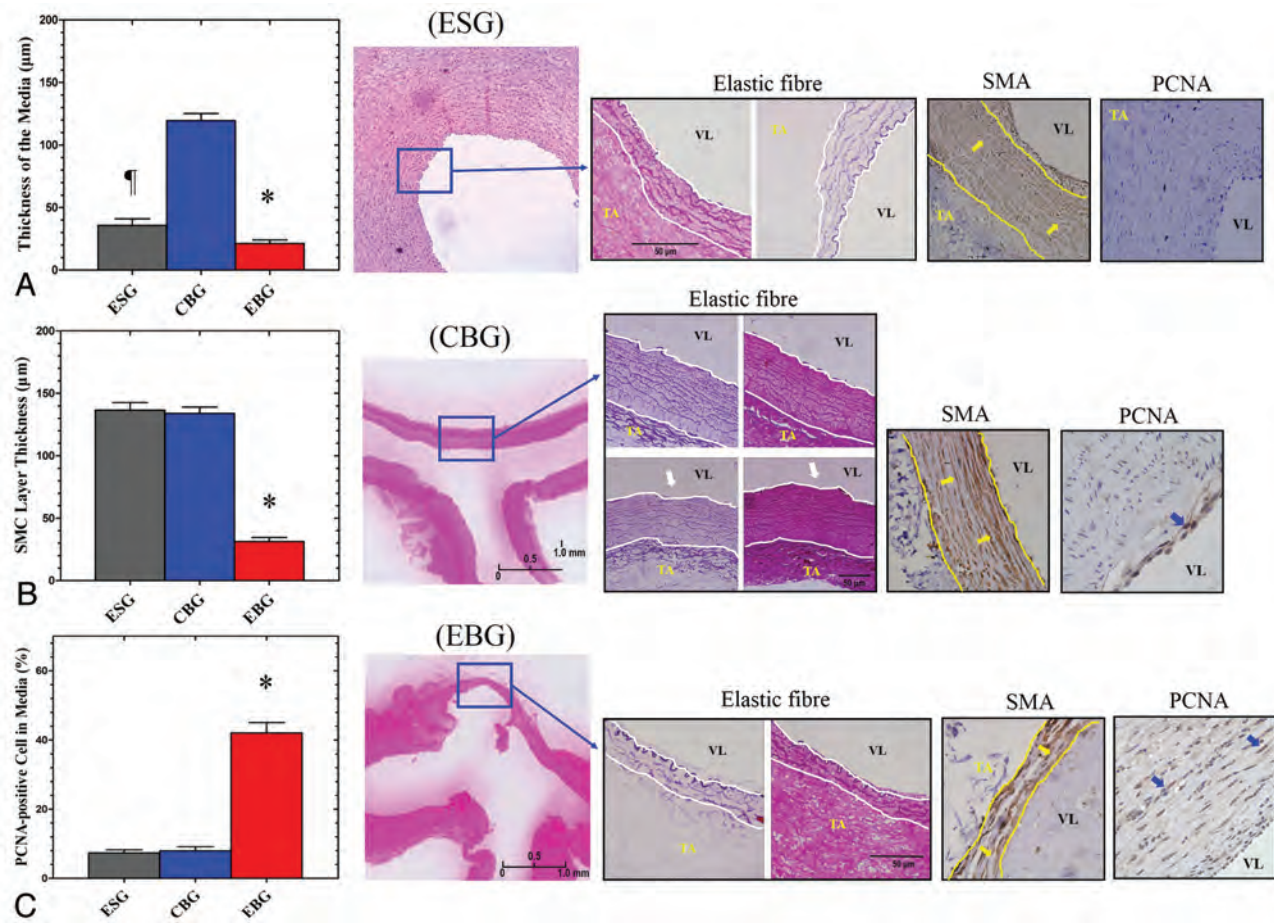 (ESG)
200
150
100
50
0
Thickness of the Media (µm)
¶
*
A
ESG
CBG
EBG
Elastic fibre
SMA
PCNA
VL
TA
50 µm
TA
VL
VL
TA
TA
VL
(CBG)
200
150
100
50
0
SMC Layer Thickness (µm)
*
B
ESG
CBG
EBG
0
0.5
1.0 mm
Elastic fibre
VL
TA
VL
TA
VL
TA
VL
TA
50 µm
SMA
PCNA
VL
VL
(EBG)
60
40
20
0
PCNA-positive Cell in Media (%)
*
C
ESG
CBG
EBG
0
0.5
1.0 mm
Elastic fibre
SMA
PCNA
VL
TA
VL
TA
50 µm
TA
VL
VL